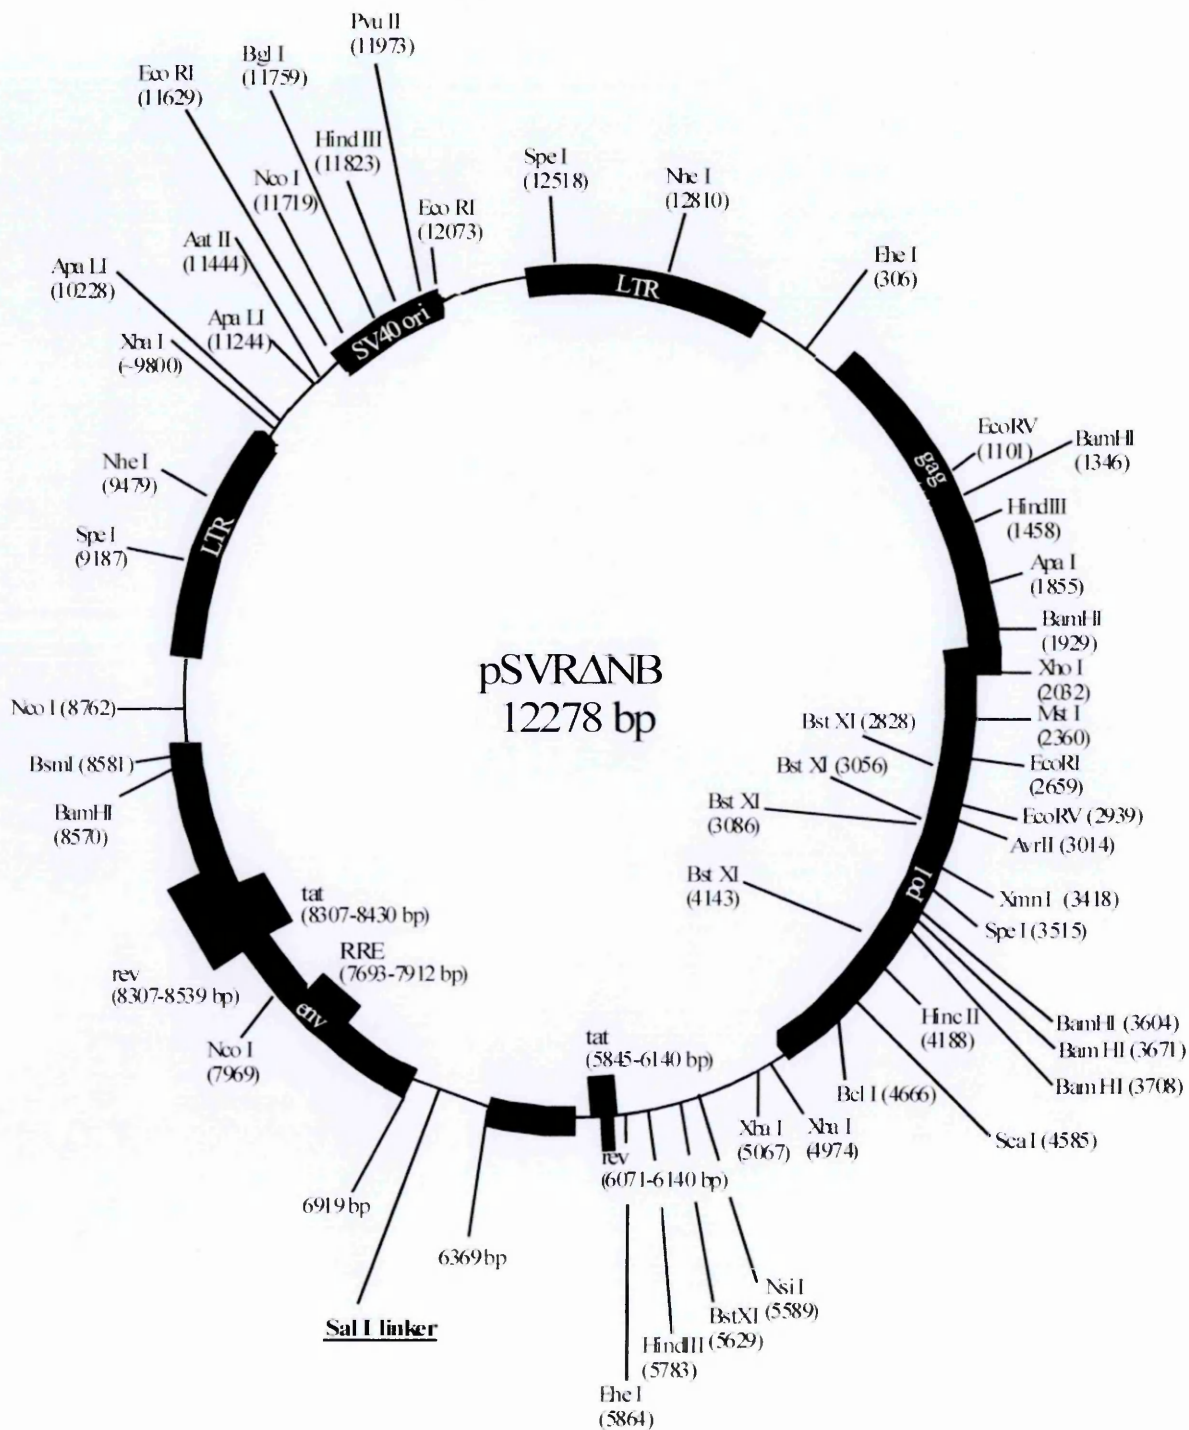 Pvu II
(11973)
Bgl I
(11759)
Eco RI
(11629)
Hind III
(11823)
Nco I
(11719)
Eco RI
(12073)
Aat II
(11444)
Apa LI
(10228)
Apa LI
(11244)
Xba I
(~9800)
SV40 ori
Spe I
(12518)
Nhe I
(12810)
LTR
Ehe I
(306)
gag
EcoRV
(1101)
BamHI
(1346)
HindIII
(1458)
Apa I
(1855)
BamHI
(1929)
Xho I
(2032)
Mst I
(2360)
EcoRI
(2659)
EcoRV (2939)
AvrII (3014)
Xmn I (3418)
Spe I (3515)
BamHI (3604)
Bam HI (3671)
Bam HI (3708)
Sca I (4585)
Hinc II
(4188)
Bcl I (4666)
pol
Bst XI (2828)
Bst XI (3056)
Bst XI
(3086)
Bst XI
(4143)
Xba I
(4974)
Xba I
(5067)
Nsi I
(5589)
BstXI
(5629)
HindIII
(5783)
Ehe I
(5864)
tat
(5845-6140 bp)
rev
(6071-6140 bp)
6369 bp
Sal I linker
6919 bp
env
RRE
(7693-7912 bp)
Nco I
(7969)
tat
(8307-8430 bp)
rev
(8307-8539 bp)
BamHI
(8570)
BsmI (8581)
Nco I (8762)
LTR
Spe I
(9187)
Nhe I
(9479)
pSVRΔNB
12278 bp